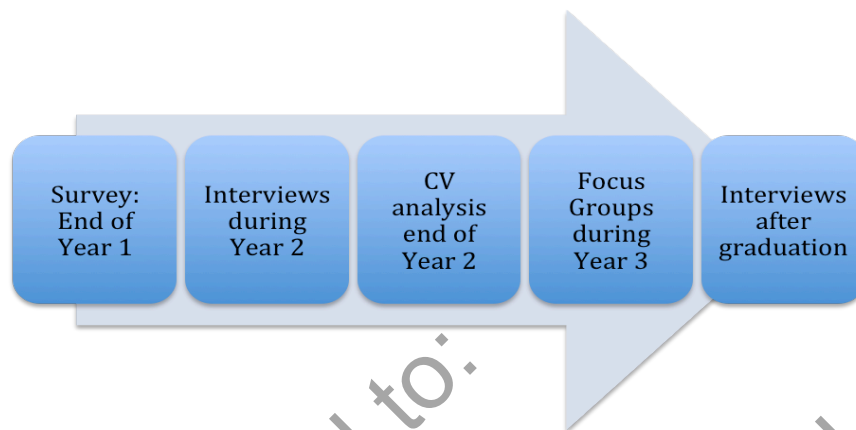 Survey:
End of
Year 1
Interviews
during
Year 2
CV
analysis
end of
Year 2
Focus
Groups
during
Year 3
Interviews
after
graduation
to: